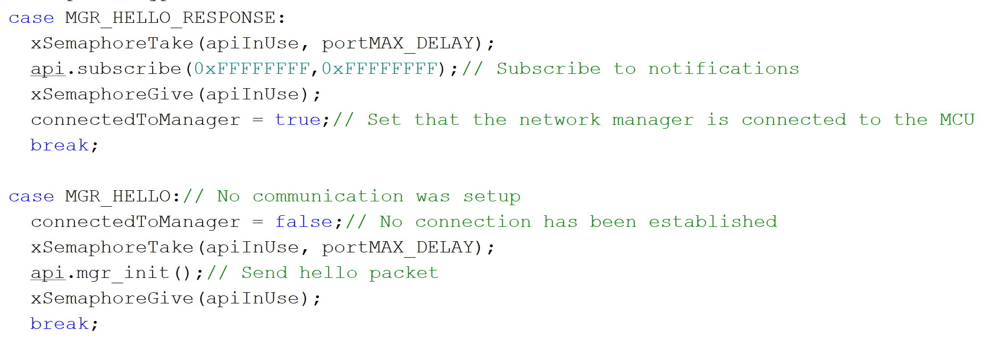 case MGR_HELLO_RESPONSE:
xSemaphoreTake(apiInUse, portMAX_DELAY);
api.subscribe(0xFFFFFFFF,0xFFFFFFFF);// Subscribe to notifications
xSemaphoreGive(apiInUse);
connectedToManager = true;// Set that the network manager is connected to the MCU
break;
case MGR_HELLO:// No communication was setup
connectedToManager = false;// No connection has been established
xSemaphoreTake(apiInUse, portMAX_DELAY);
api.mgr_init();// Send hello packet
xSemaphoreGive(apiInUse);
break;